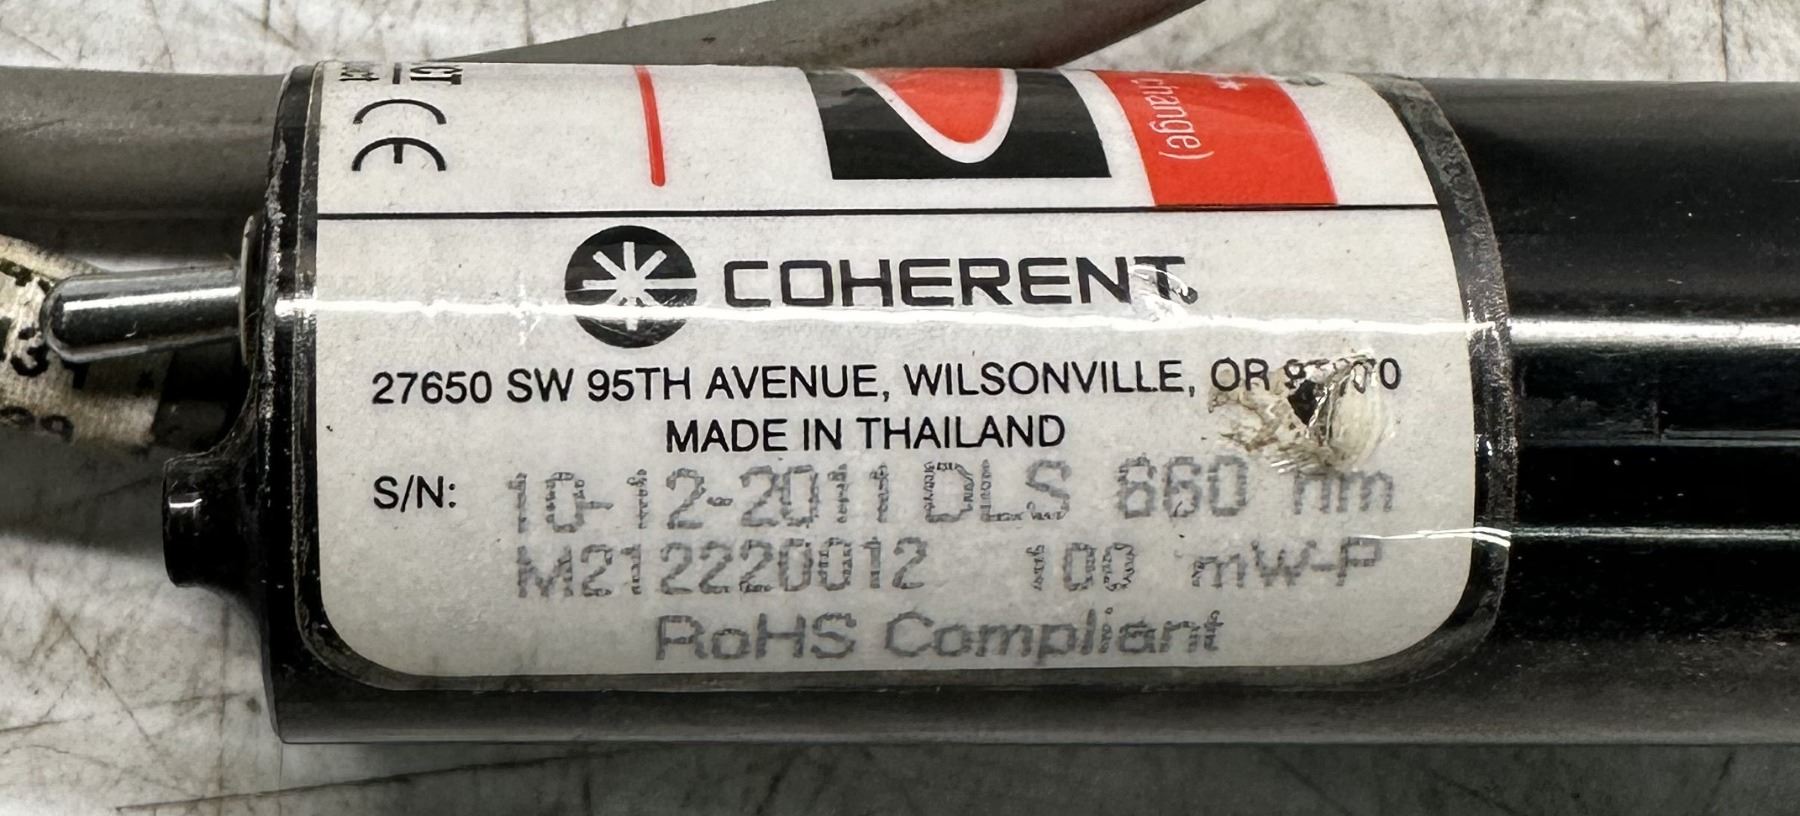 CE
change)
COHERENT
27650 SW 95TH AVENUE, WILSONVILLE, OR
MADE IN THAILAND
S/N: 10-12-2011 DLS 660 nm
M212220012 100 mW-P
RoHS Compliant